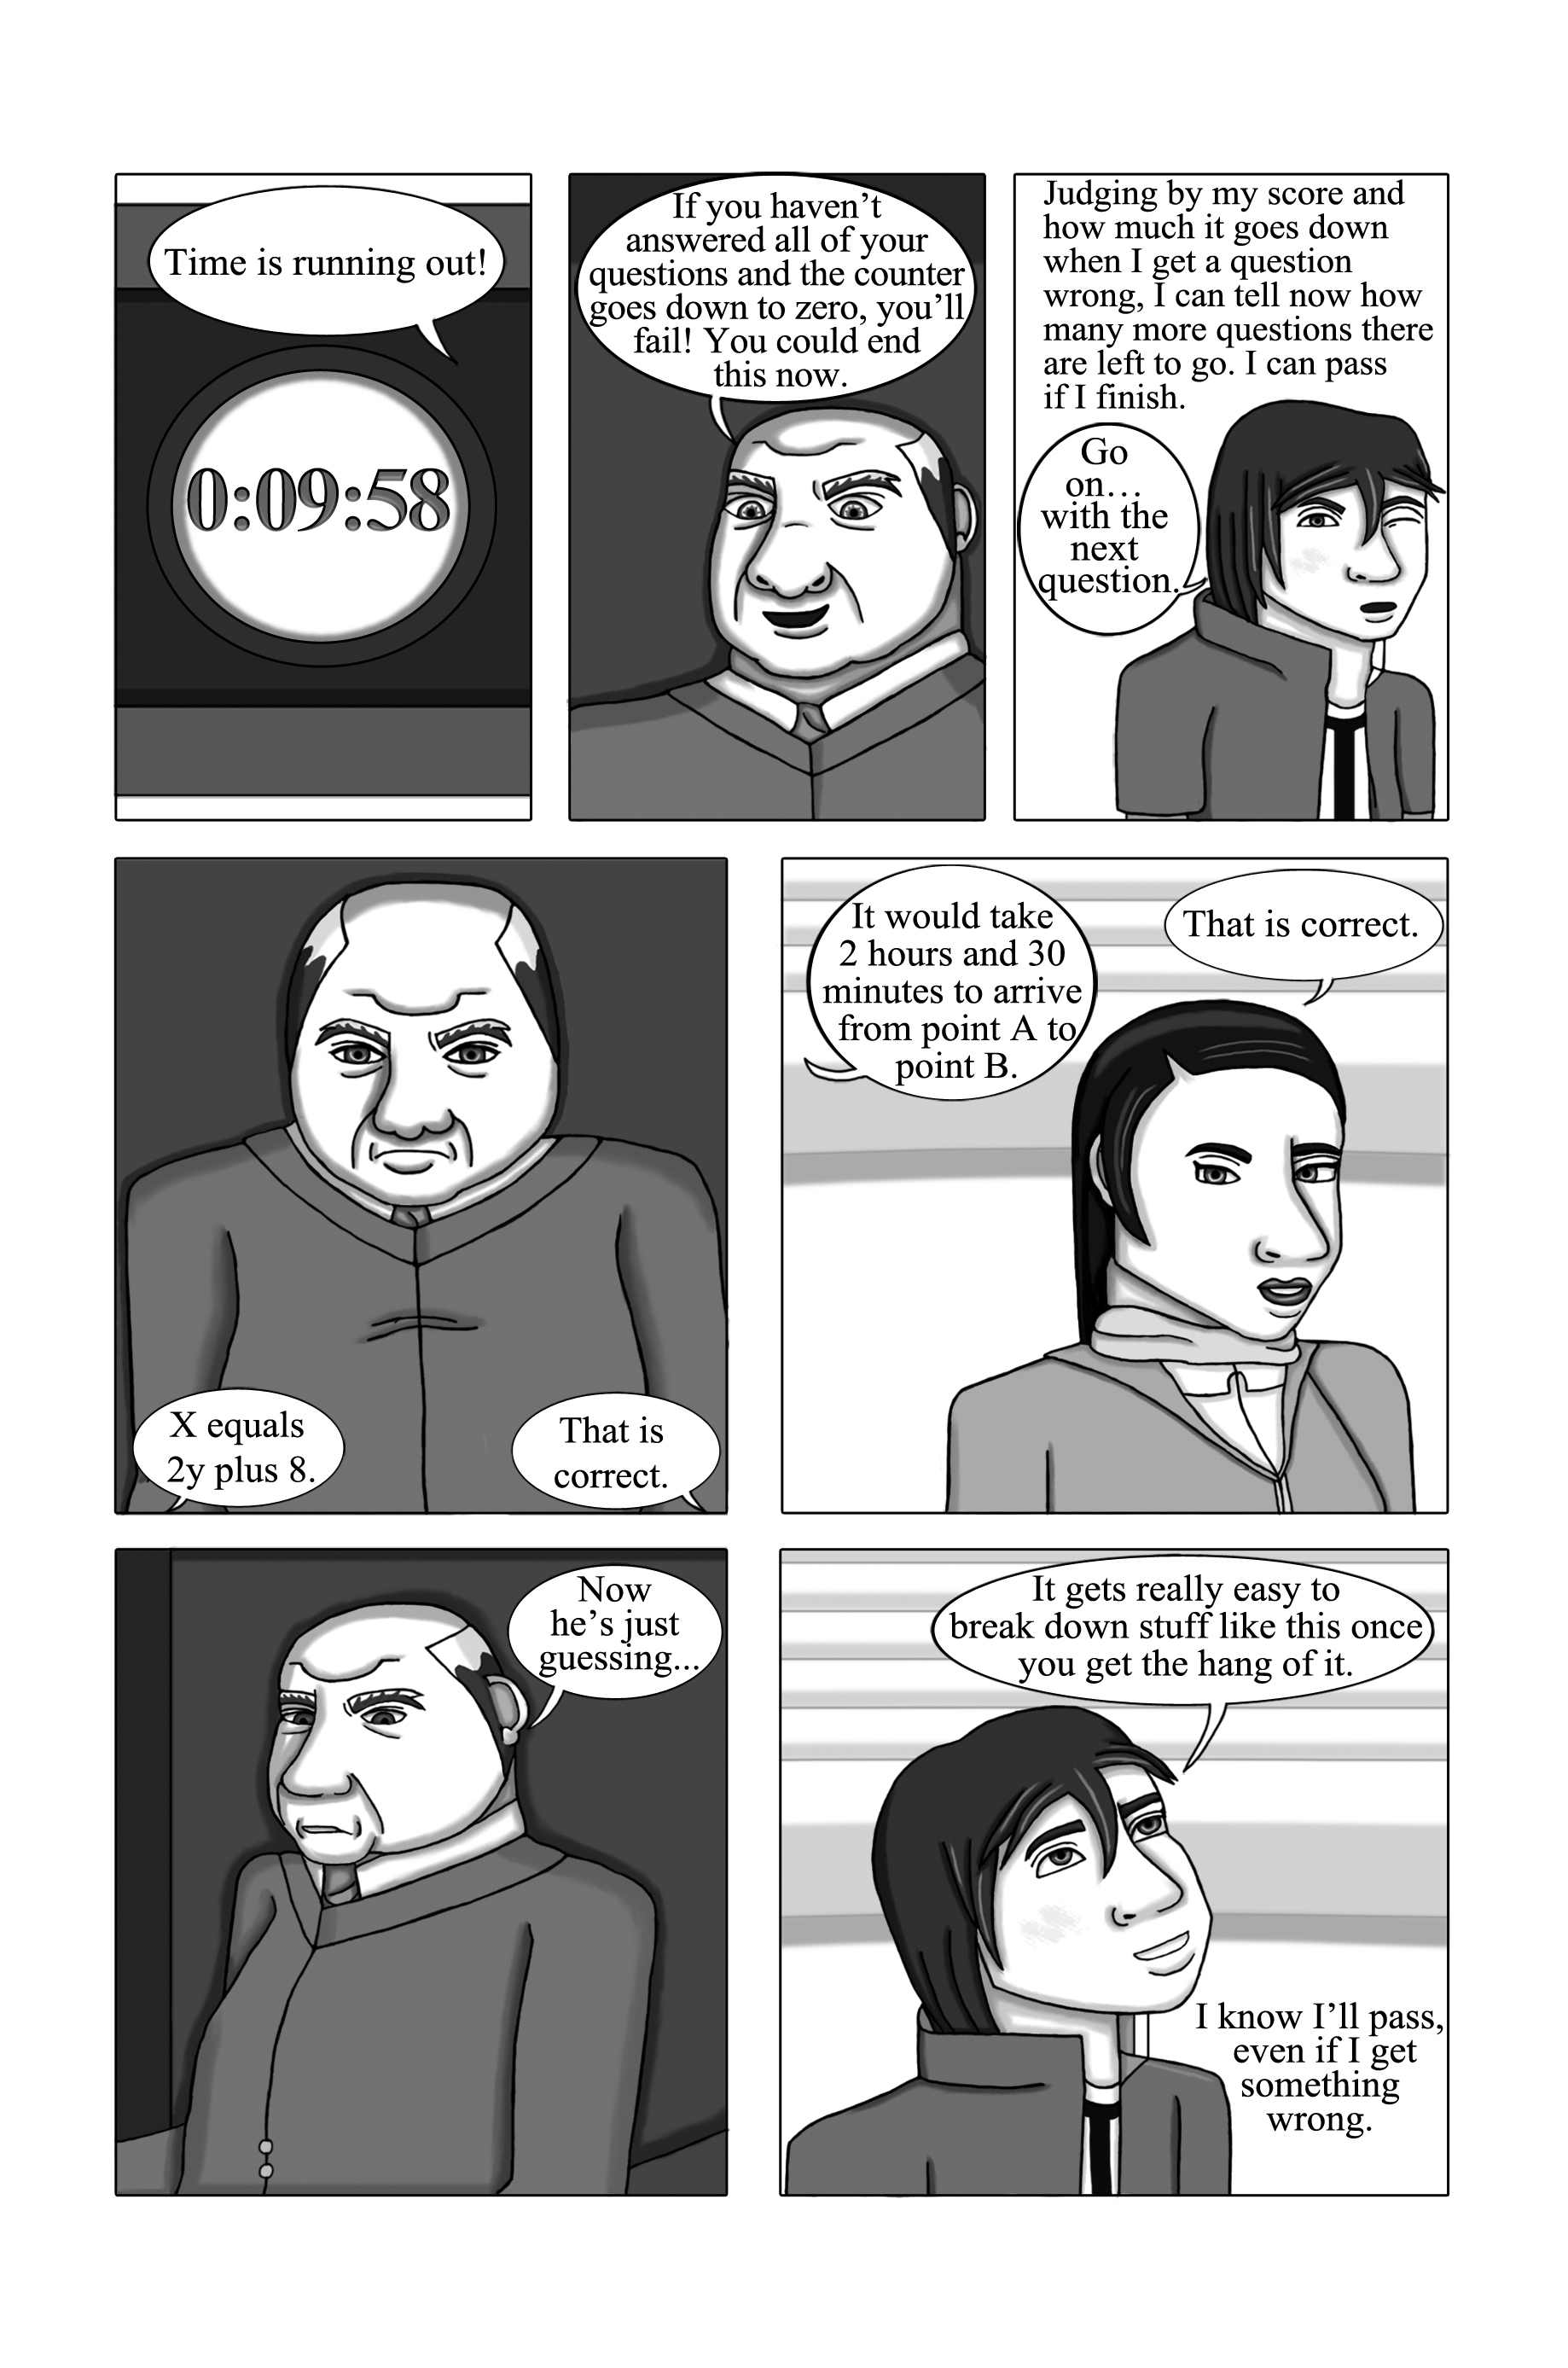 Time is running out!
0:09:58
If you haven't
answered all of your
questions and the counter
goes down to zero, you'll
fail! You could end
this now.
Judging by my score and
how much it goes down
when I get a question
wrong, I can tell now how
many more questions there
are left to go. I can pass
if I finish.
Go
on...
with the
next
question.
X equals
2y plus 8.
That is
correct.
It would take
2 hours and 30
minutes to arrive
from point A to
point B.
That is correct.
Now
he's just
guessing...
It gets really easy to
break down stuff like this once
you get the hang of it.
I know I'll pass,
even if I get
something
wrong.